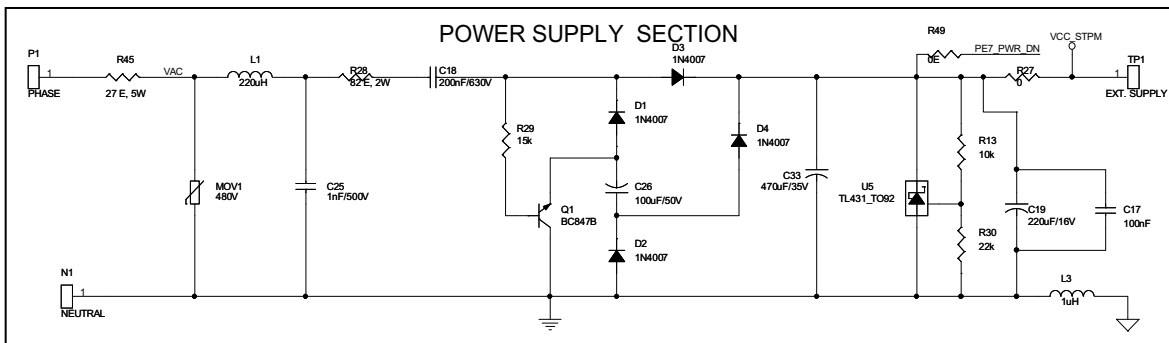 POWER SUPPLY SECTION
P1
1
PHASE
R45
27 E, 5W
VAC
L1
220uH
R28
82 E, 2W
C18
200nF/630V
D3
1N4007
R49
0E
PE7_PWR_DN
VCC_STPM
R27
0
TP1
1
EXT. SUPPLY
D1
1N4007
D4
1N4007
R29
15k
R13
10k
MOV1
480V
C25
1nF/500V
C26
100uF/50V
C33
470uF/35V
U5
TL431_TO92
Q1
BC847B
C19
220uF/16V
C17
100nF
D2
1N4007
R30
22k
N1
1
NEUTRAL
L3
1uH